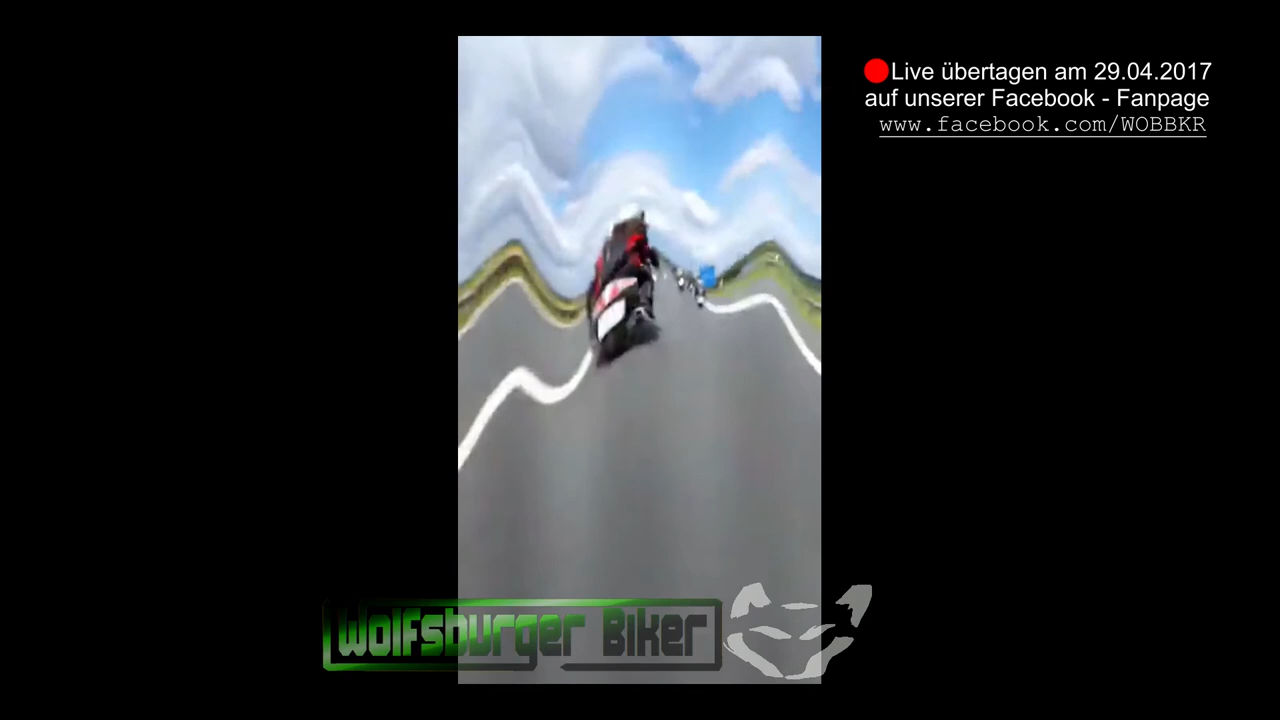 Live übertagen am 29.04.2017
auf unserer Facebook - Fanpage
www.facebook.com/WOBBKR
Wolfsburger Biker